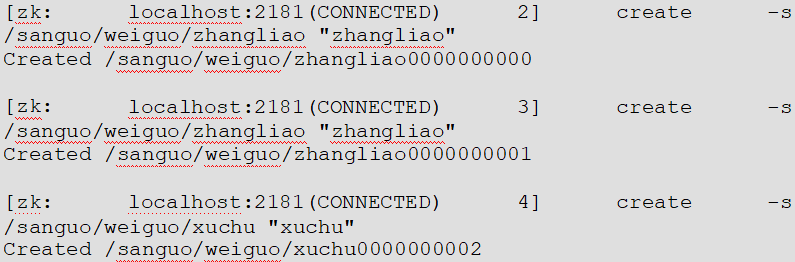 [zk: localhost:2181(CONNECTED) 2] create -s
/sanguo/weiguo/zhangliao "zhangliao"
Created /sanguo/weiguo/zhangliao0000000000
[zk: localhost:2181(CONNECTED) 3] create -s
/sanguo/weiguo/zhangliao "zhangliao"
Created /sanguo/weiguo/zhangliao0000000001
[zk: localhost:2181(CONNECTED) 4] create -s
/sanguo/weiguo/xuchu "xuchu"
Created /sanguo/weiguo/xuchu0000000002